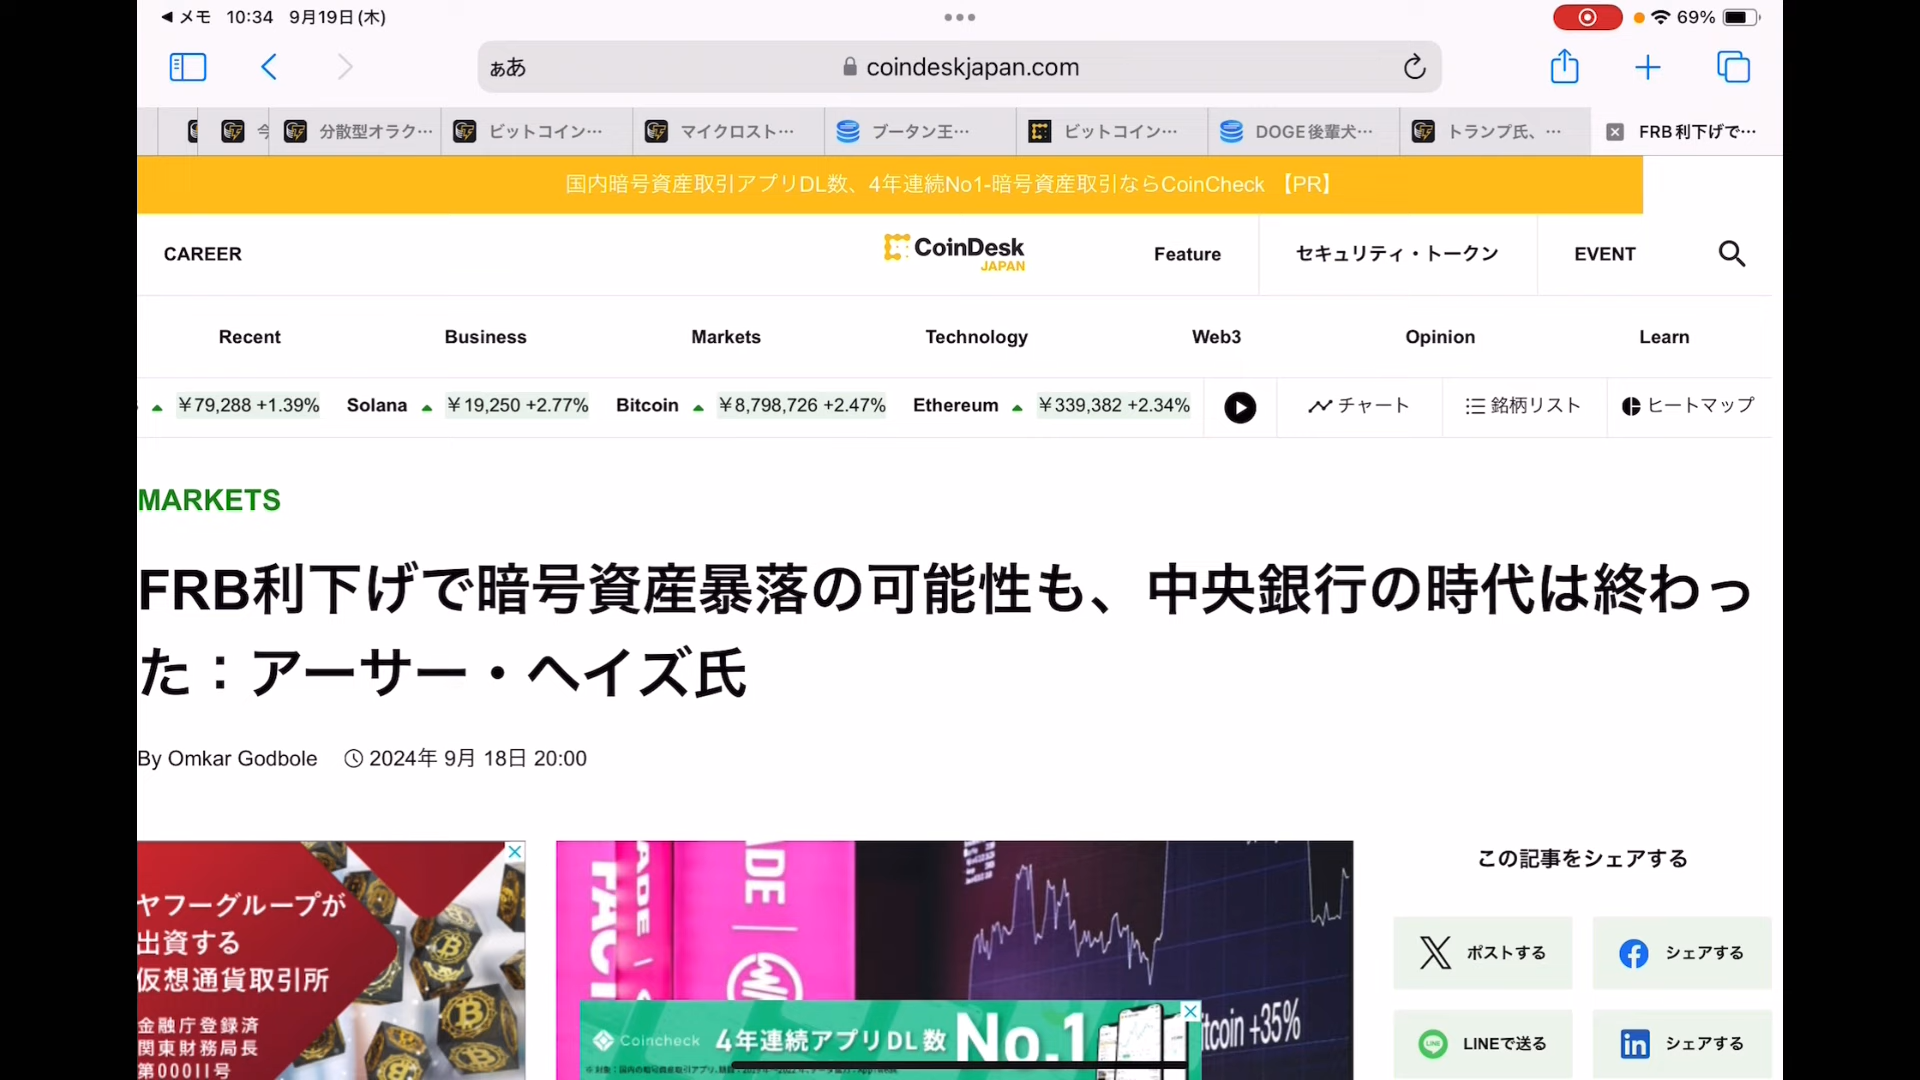 メモ 10:34 9月19日(木)
69%
ぁあ
coindeskjapan.com
今
分散型オラク…
ビットコイン…
マイクロスト…
ブータン王…
ビットコイン…
DOGE後輩犬…
トランプ氏、…
FRB利下げで…
国内暗号資産取引アプリDL数、4年連続No1-暗号資産取引ならCoinCheck 【PR】
CAREER
CoinDesk
JAPAN
Feature
セキュリティ・トークン
EVENT
Recent
Business
Markets
Technology
Web3
Opinion
Learn
¥79,288 +1.39%
Solana ¥19,250 +2.77%
Bitcoin ¥8,798,726 +2.47%
Ethereum ¥339,382 +2.34%
チャート
銘柄リスト
ヒートマップ
MARKETS
FRB利下げで暗号資産暴落の可能性も、中央銀行の時代は終わっ
た：アーサー・ヘイズ氏
By Omkar Godbole 2024年 9月 18日 20:00
ヤフーグループが
出資する
仮想通貨取引所
金融庁登録済
関東財務局長
第00011号
tcoin +35%
Coincheck 4年連続アプリDL数 No.1
この記事をシェアする
ポストする
シェアする
LINEで送る
シェアする